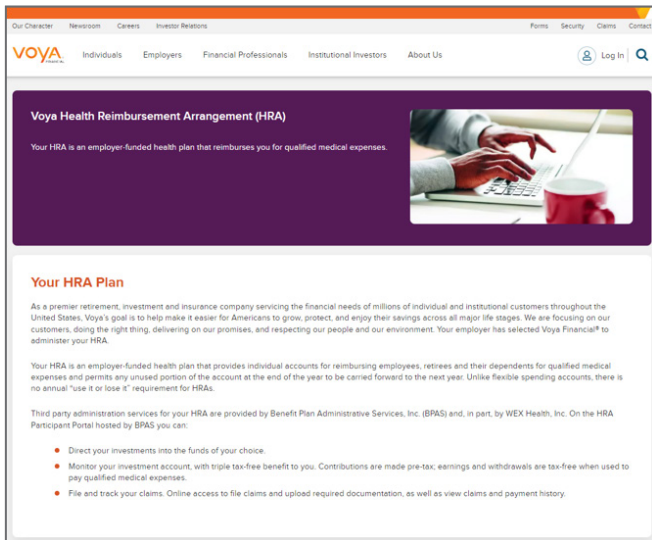 Our Character Newsroom Careers Investor Relations Forms Security Claims Contact
VOYA FINANCIAL Individuals Employers Financial Professionals Institutional Investors About Us Log In
Voya Health Reimbursement Arrangement (HRA)
Your HRA is an employer-funded health plan that reimburses you for qualified medical expenses.
Your HRA Plan
As a premier retirement, investment and insurance company servicing the financial needs of millions of individual and institutional customers throughout the
United States, Voya's goal is to help make it easier for Americans to grow, protect, and enjoy their savings across all major life stages. We are focusing on our
customers, doing the right thing, delivering on our promises, and respecting our people and our environment. Your employer has selected Voya Financial® to
administer your HRA.
Your HRA is an employer-funded health plan that provides individual accounts for reimbursing employees, retirees and their dependents for qualified medical
expenses and permits any unused portion of the account at the end of the year to be carried forward to the next year. Unlike flexible spending accounts, there is
no annual "use it or lose it" requirement for HRAs.
Third party administration services for your HRA are provided by Benefit Plan Administrative Services, Inc. (BPAS) and, in part, by WEX Health, Inc. On the HRA
Participant Portal hosted by BPAS you can:
• Direct your investments into the funds of your choice.
• Monitor your investment account, with triple tax-free benefit to you. Contributions are made pre-tax; earnings and withdrawals are tax-free when used to
pay qualified medical expenses.
• File and track your claims. Online access to file claims and upload required documentation, as well as view claims and payment history.